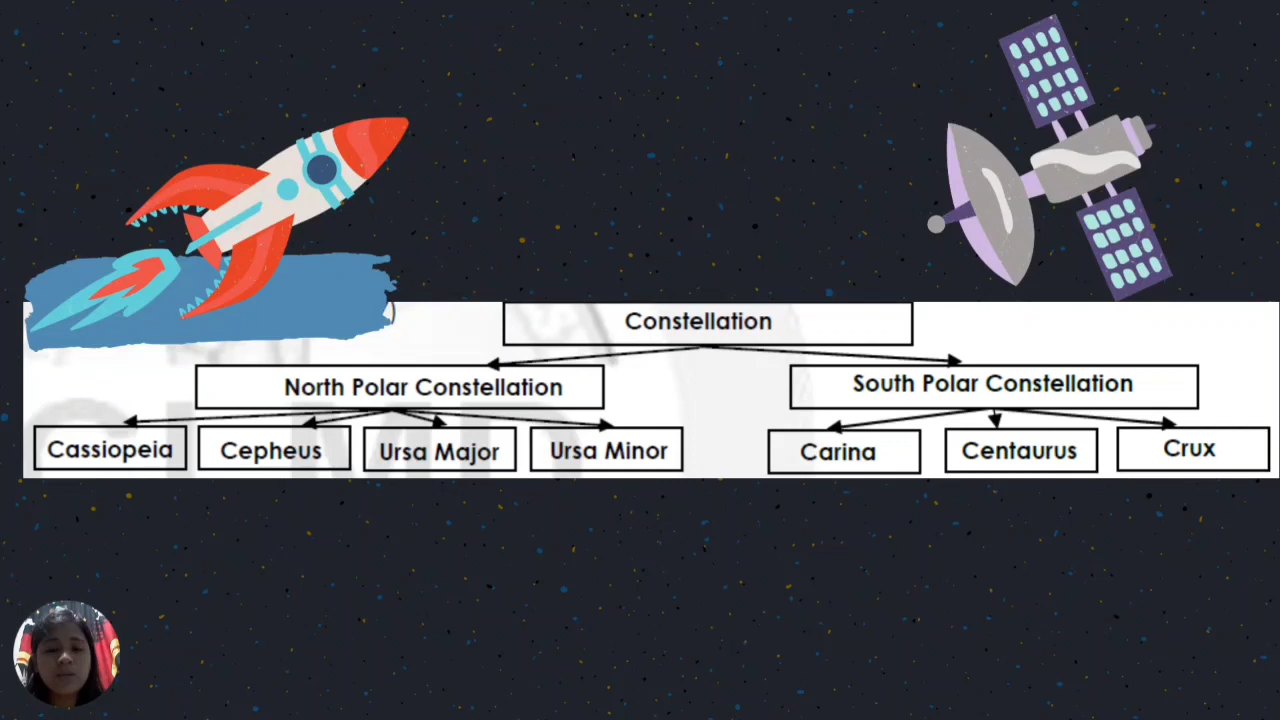 Constellation
North Polar Constellation
South Polar Constellation
Cassiopeia
Cepheus
Ursa Major
Ursa Minor
Carina
Centaurus
Crux